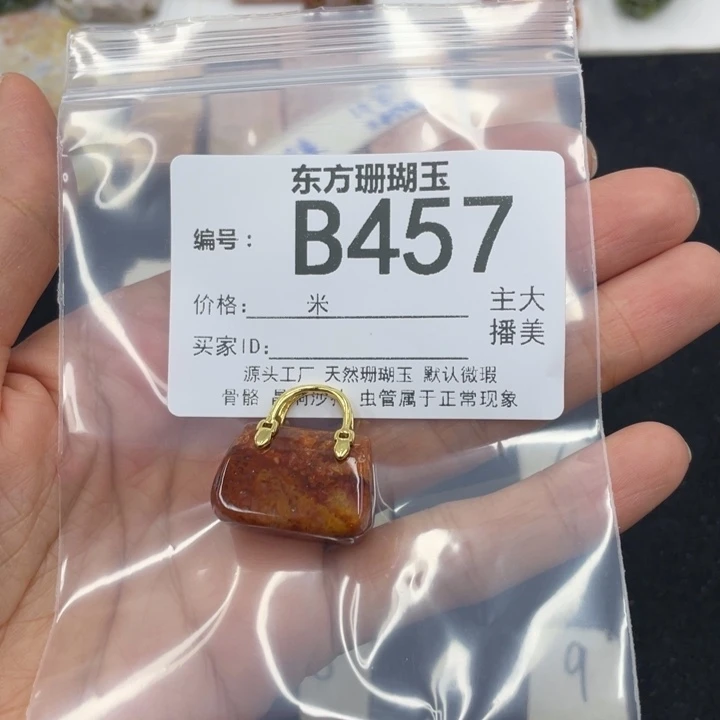 东方珊瑚玉
编号: B457
价格: 米
买家ID:
主大
播美
源头工厂 天然珊瑚玉 默认微瑕
骨骼 虫管属于正常现象
9